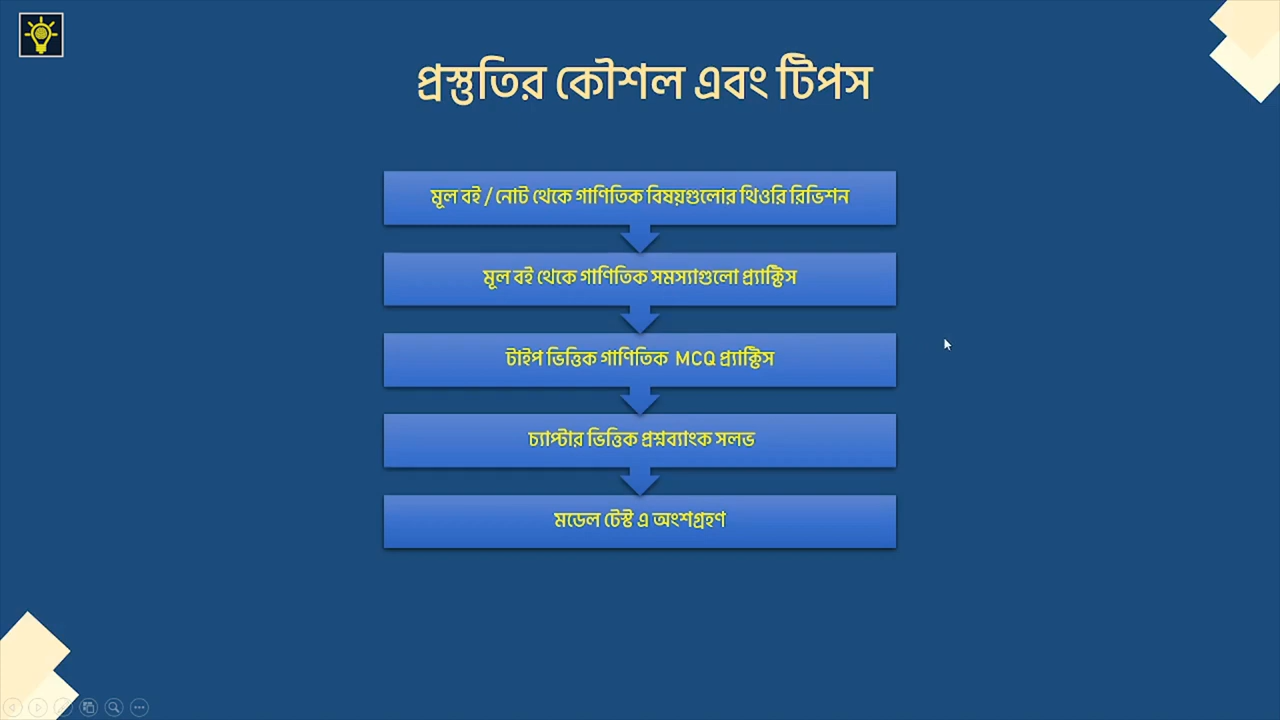 প্রস্তুতির কৌশল এবং টিপস
মূল বই / নোট থেকে গাণিতিক বিষয়গুলোর থিওরি রিভিশন
মূল বই থেকে গাণিতিক সমস্যাগুলো প্র্যাক্টিস
টাইপ ভিত্তিক গাণিতিক MCQ প্র্যাক্টিস
চ্যাপ্টার ভিত্তিক প্রশ্নব্যাংক সলভ
মডেল টেস্ট এ অংশগ্রহণ